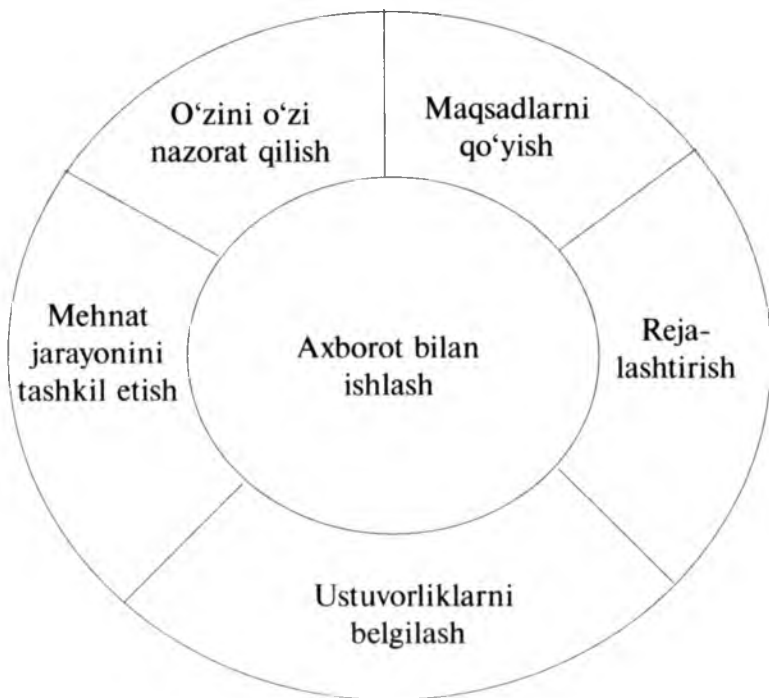 O‘zini o‘zi
nazorat qilish
Maqsadlarni
qo‘yish
Mehnat
jarayonini
tashkil etish
Axborot bilan
ishlash
Reja-
lashtirish
Ustuvorliklarni
belgilash